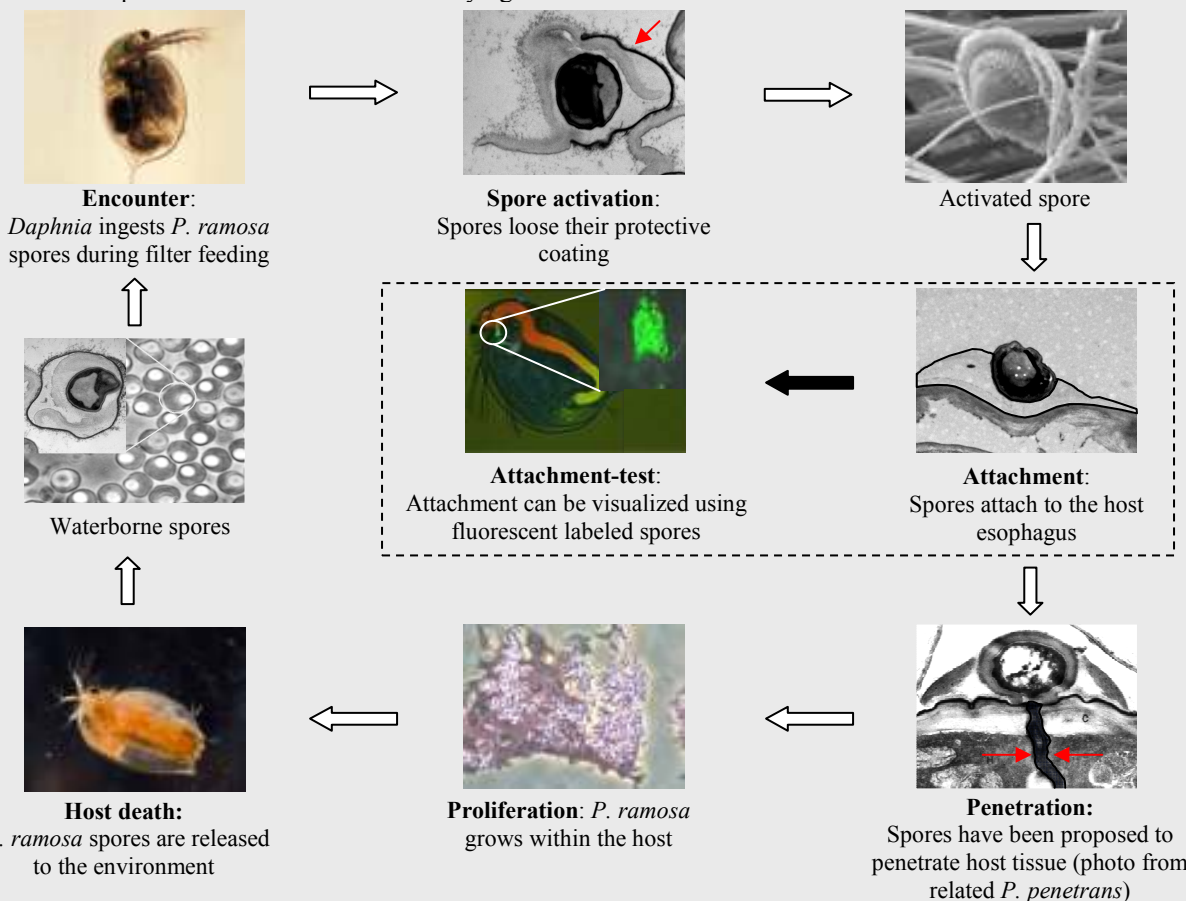 Encounter:
Daphnia ingests P. ramosa
spores during filter feeding
Spore activation:
Spores loose their protective
coating
Activated spore
Waterborne spores
Attachment-test:
Attachment can be visualized using
fluorescent labeled spores
Attachment:
Spores attach to the host
esophagus
Host death:
. ramosa spores are released
to the environment
Proliferation: P. ramosa
grows within the host
C
Penetration:
Spores have been proposed to
penetrate host tissue (photo from
related P. penetrans)